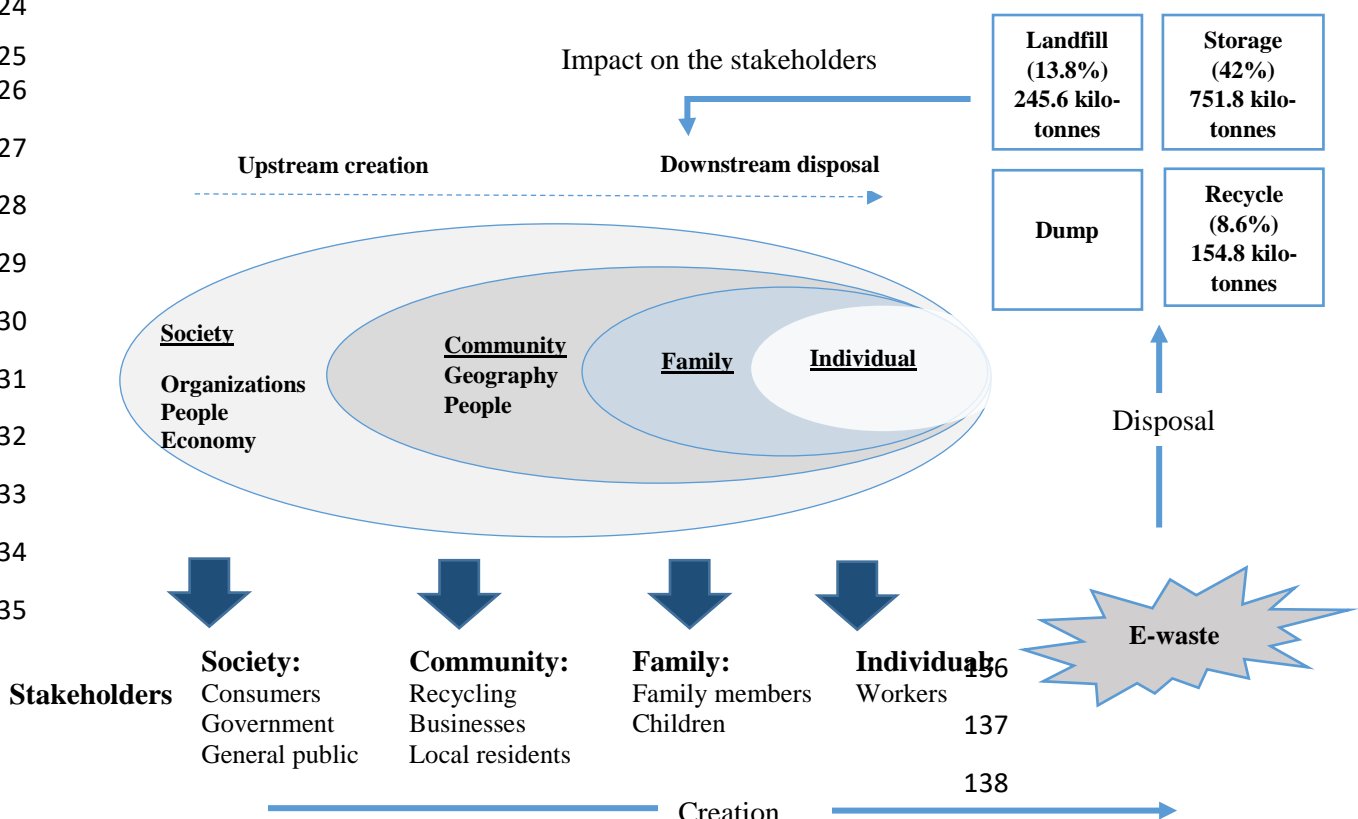 24
25
26
27
28
29
30
31
32
33
34
35
Impact on the stakeholders
Landfill
(13.8%)
245.6 kilo-
tonnes
Storage
(42%)
751.8 kilo-
tonnes
Upstream creation
Downstream disposal
Dump
Recycle
(8.6%)
154.8 kilo-
tonnes
Society
Organizations
People
Economy
Community
Geography
People
Family
Individual
Disposal
E-waste
Stakeholders
Society:
Consumers
Government
General public
Community:
Recycling
Businesses
Local residents
Family:
Family members
Children
Individual:
Workers
136
137
138
Creation